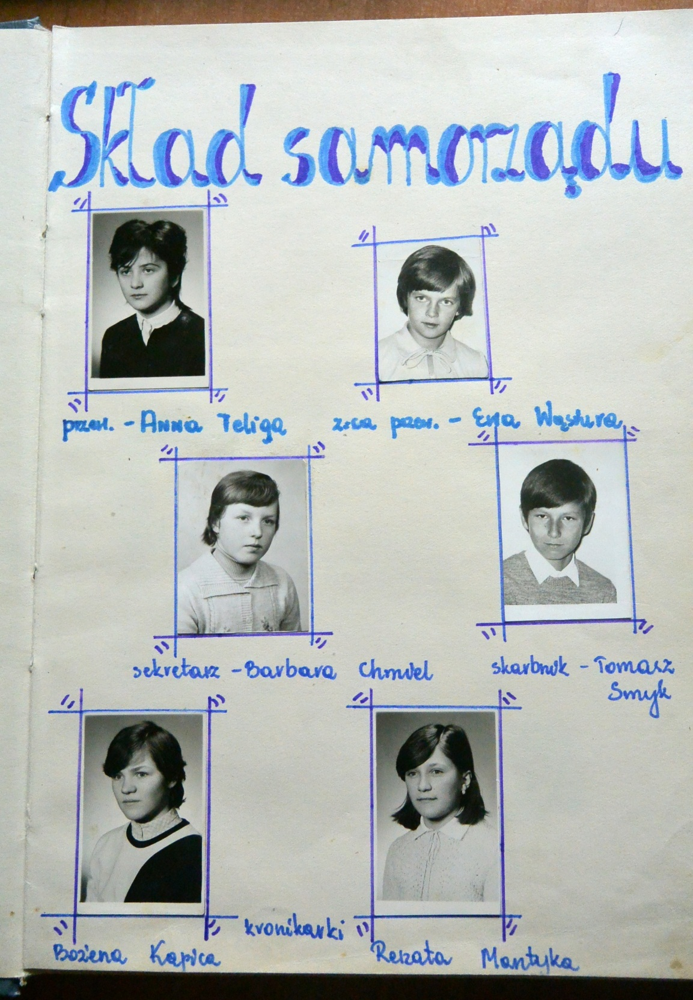 Skład samorządu
przew. - Anna Teliga
z-ca przew. - Ewa Wąstura
sekretarz - Barbara Chmiel
skarbnik - Tomasz
Smyk
kronikarki
Bożena Kapica
Renata Mantyka